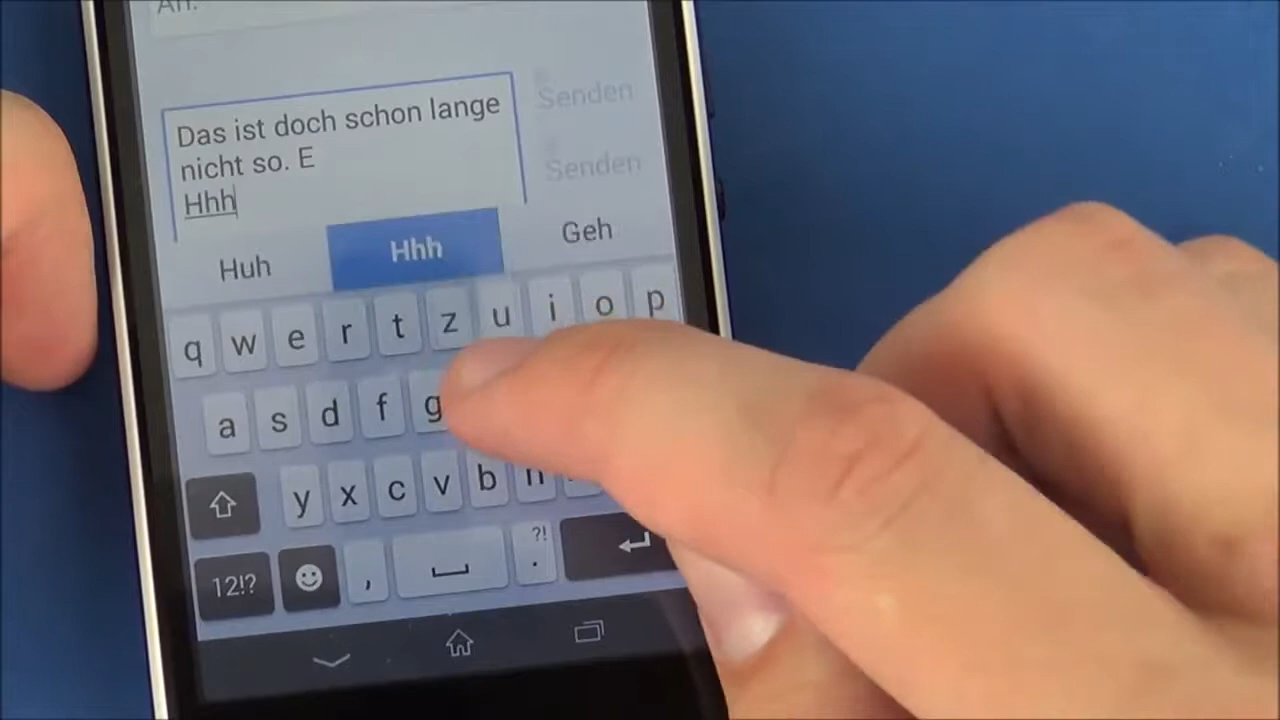 An:
Das ist doch schon lange
nicht so. E
Hhh
Senden
Senden
Huh Hhh Geh
q w e r t z u i o p
a s d f g
y x c v b n
12!? , ?! .